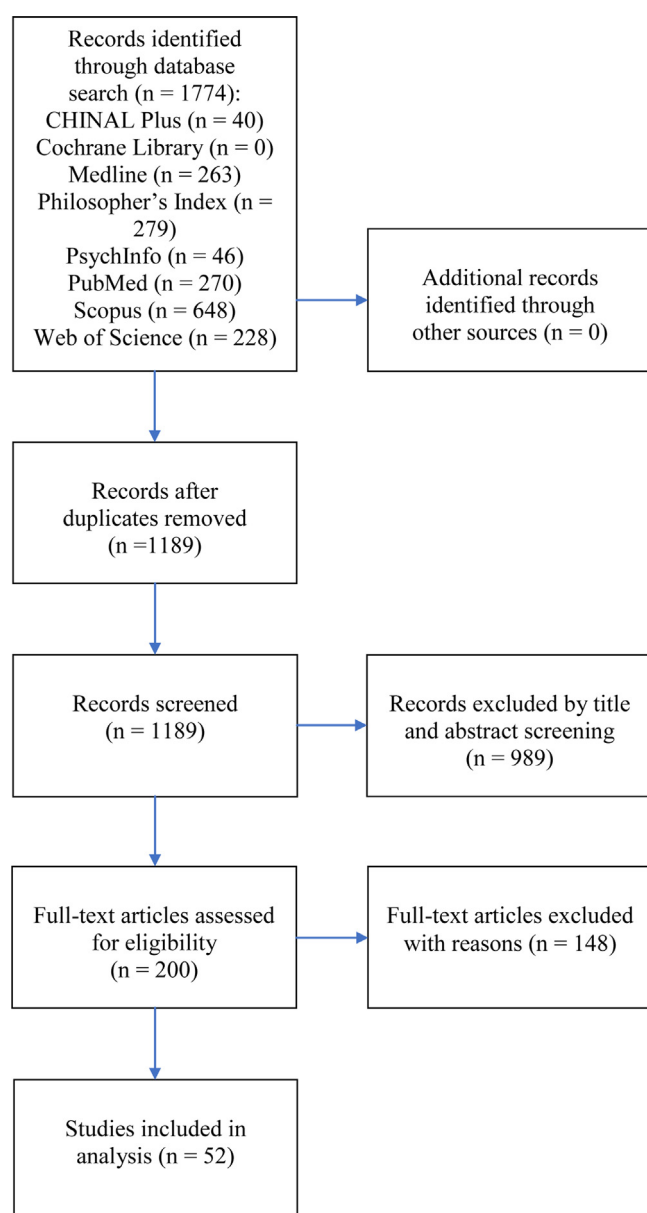 Records identified
through database
search (n = 1774):
CHINAL Plus (n = 40)
Cochrane Library (n = 0)
Medline (n = 263)
Philosopher’s Index (n =
279)
PsychInfo (n = 46)
PubMed (n = 270)
Scopus (n = 648)
Web of Science (n = 228)
Additional records
identified through
other sources (n = 0)
Records after
duplicates removed
(n =1189)
Records screened
(n = 1189)
Records excluded by title
and abstract screening
(n = 989)
Full-text articles assessed
for eligibility
(n = 200)
Full-text articles excluded
with reasons (n = 148)
Studies included in
analysis (n = 52)